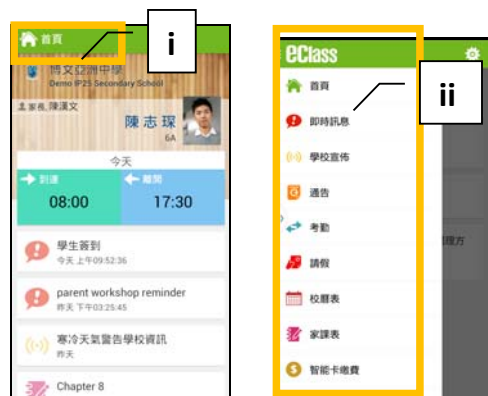 首頁
i
博文亞洲中學
Demo IP25 Secondary School
家長, 陳漢文
陳志琛
6A
今天
到達
離開
08:00
17:30
學生簽到
今天 上午09:52:36
parent workshop reminder
昨天 下午03:25:45
寒冷天氣警告學校資訊
昨天
Chapter 8
eClass
ii
首頁
即時訊息
學校宣佈
通告
考勤
請假
校曆表
家課表
智能卡繳費
理方